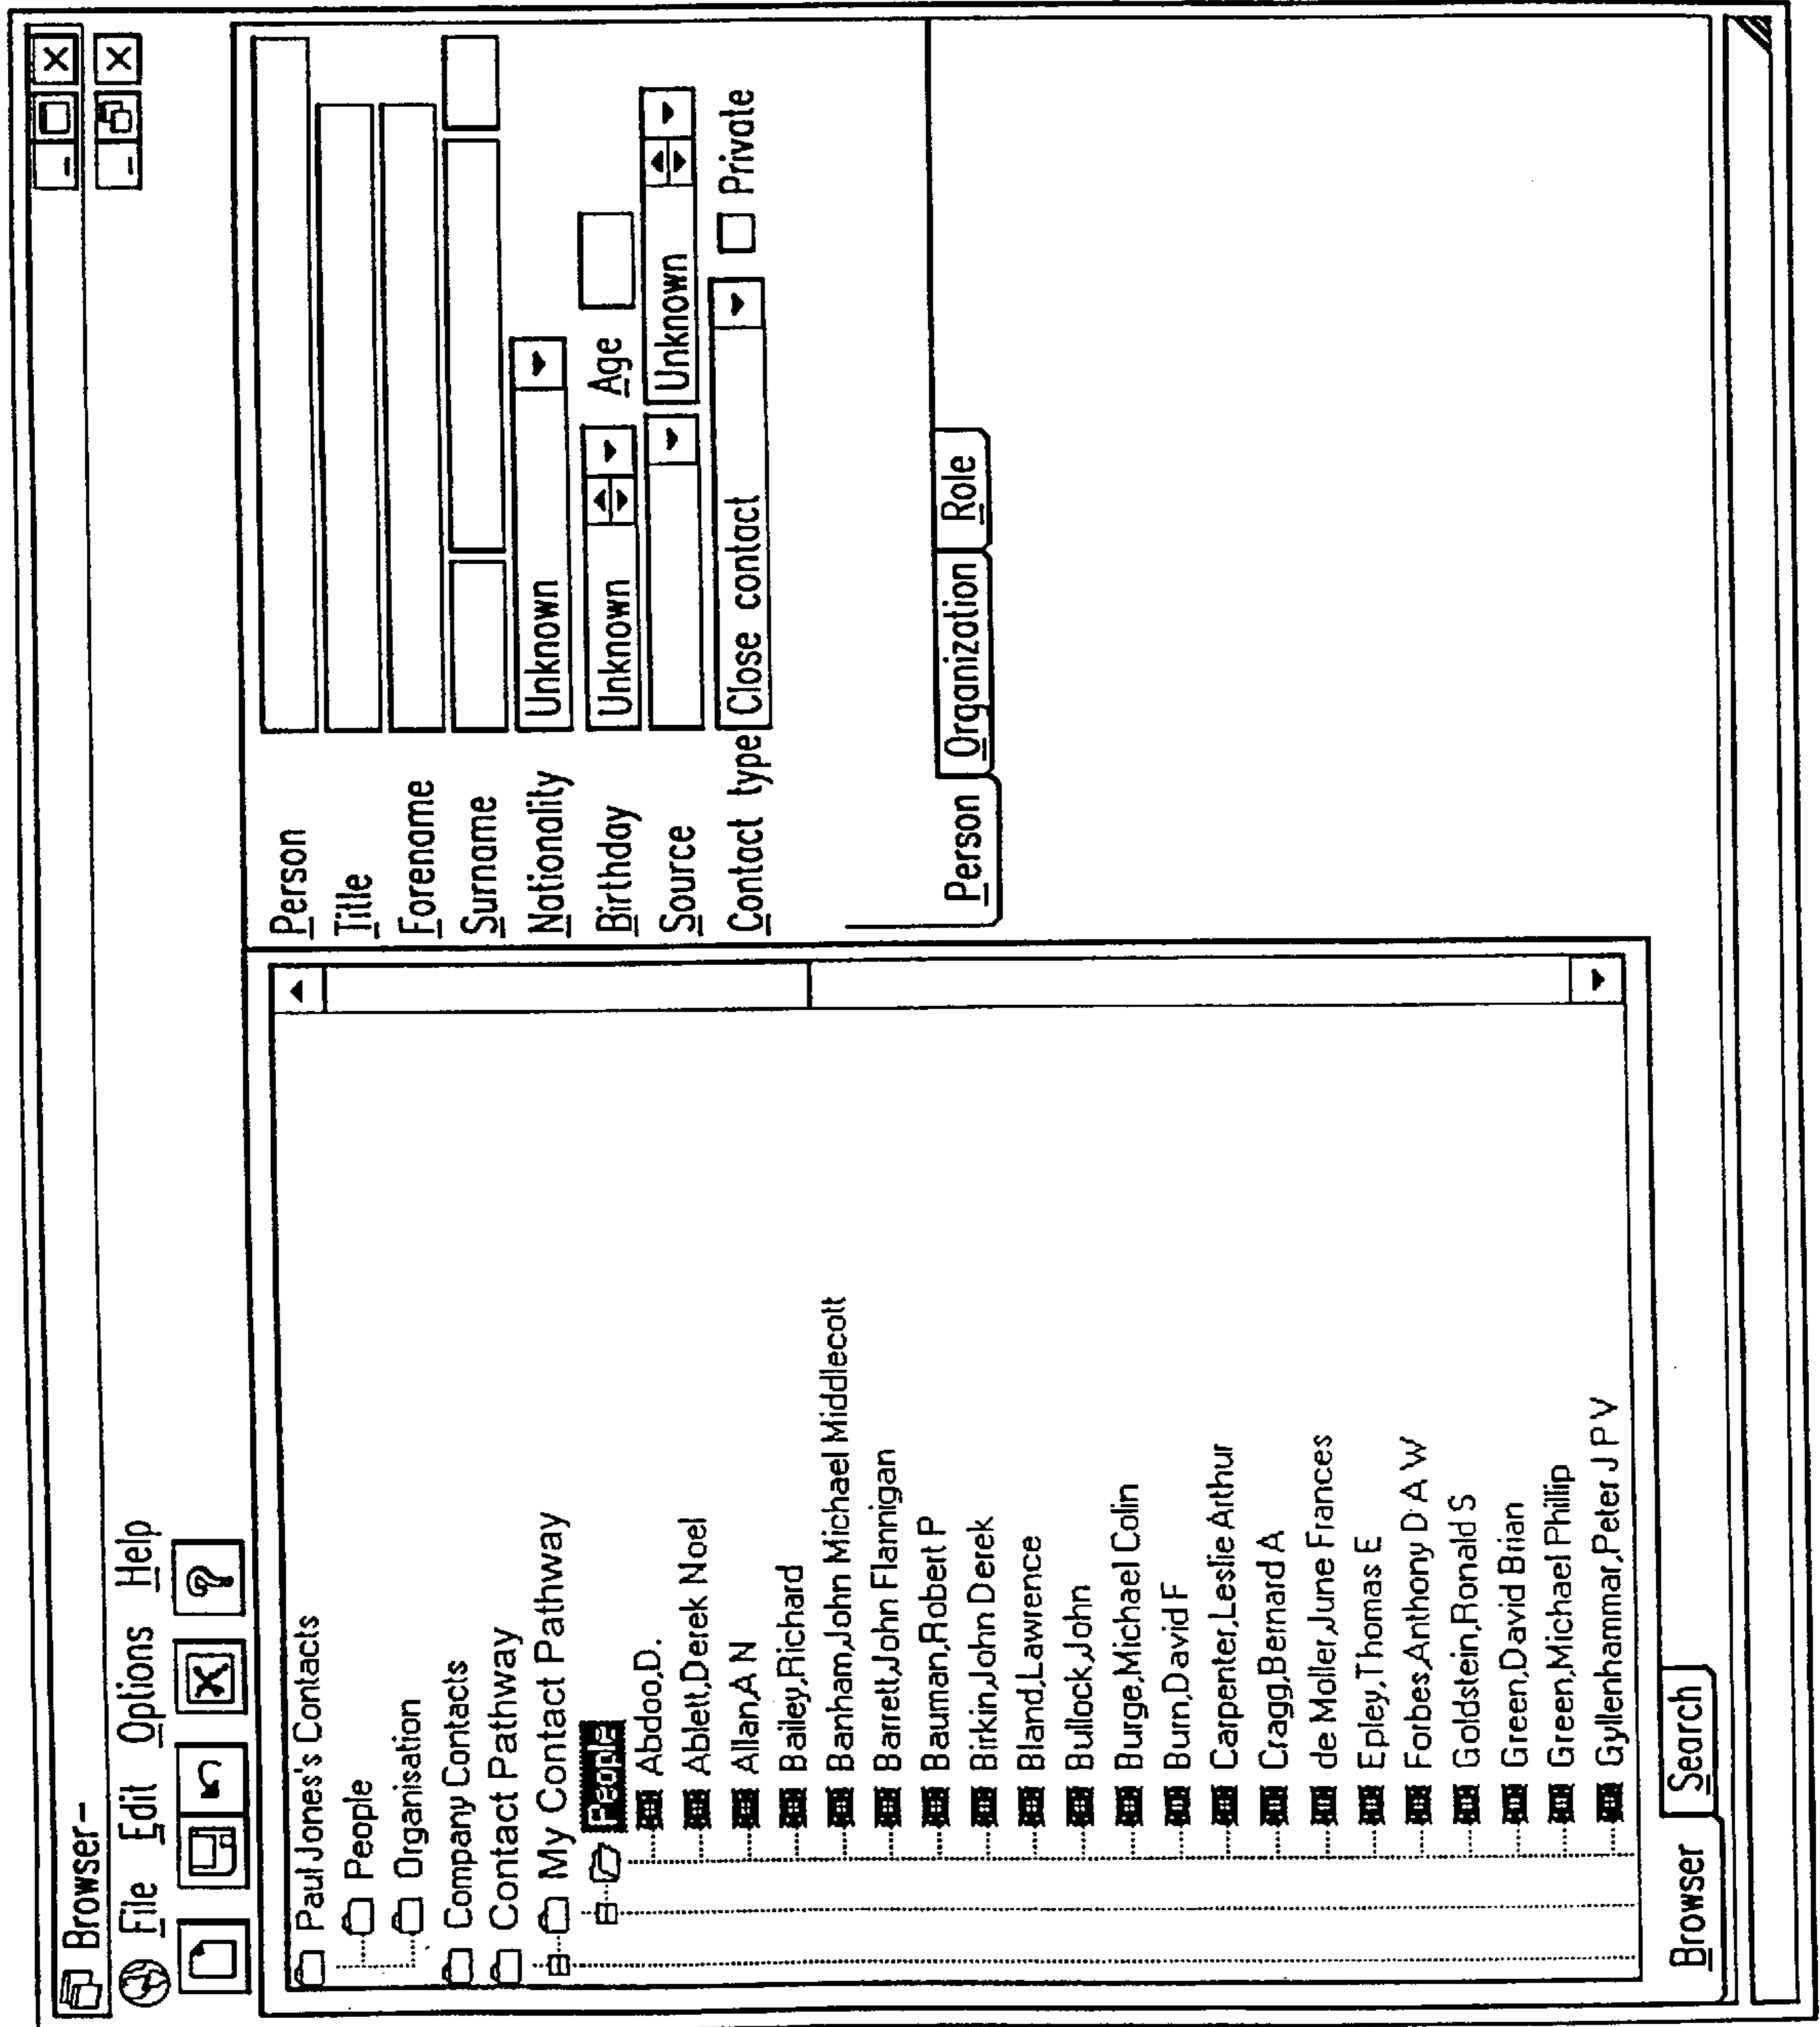 Browser-
File Edit Options Help
?
Paul Jones's Contacts
People
Organisation
Company Contacts
Contact Pathway
My Contact Pathway
People
Abdoo,D.
Ablett,Derek Noel
Allan,A N
Bailey,Richard
Banham,John Michael Middlecott
Barrett,John Flannigan
Bauman,Robert P
Birkin,John Derek
Bland,Lawrence
Bullock,John
Burge,Michael Colin
Burn,David F
Carpenter,Leslie Arthur
Cragg,Bernard A
de Moller,June Frances
Epley,Thomas E
Forbes,Anthony D A W
Goldstein,Ronald S
Green,David Brian
Green,Michael Phillip
Gyllenhammar,Peter J P V
Browser Search
Person
Title
Forename
Surname
Nationality Unknown
Birthday Unknown Age
Source Unknown
Contact type Close contact Private
Person Organization Role